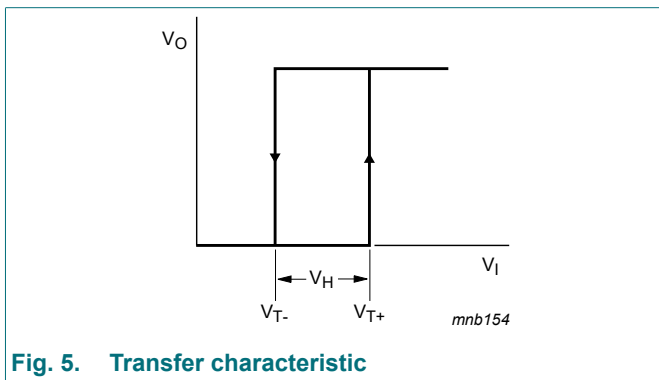 VO
VI
VH
VT-
VT+
mnb154
Fig. 5. Transfer characteristic